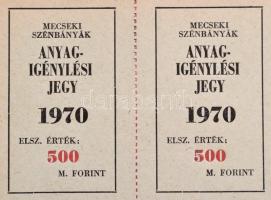 MECSEKI
SZÉNBÁNYÁK
ANYAG-
IGÉNYLÉSI
JEGY
1970
ELSZ. ÉRTÉK:
500
M. FORINT
MECSEKI
SZÉNBÁNYÁK
ANYAG-
IGÉNYLÉSI
JEGY
1970
ELSZ. ÉRTÉK:
500
M. FORINT
darabanth